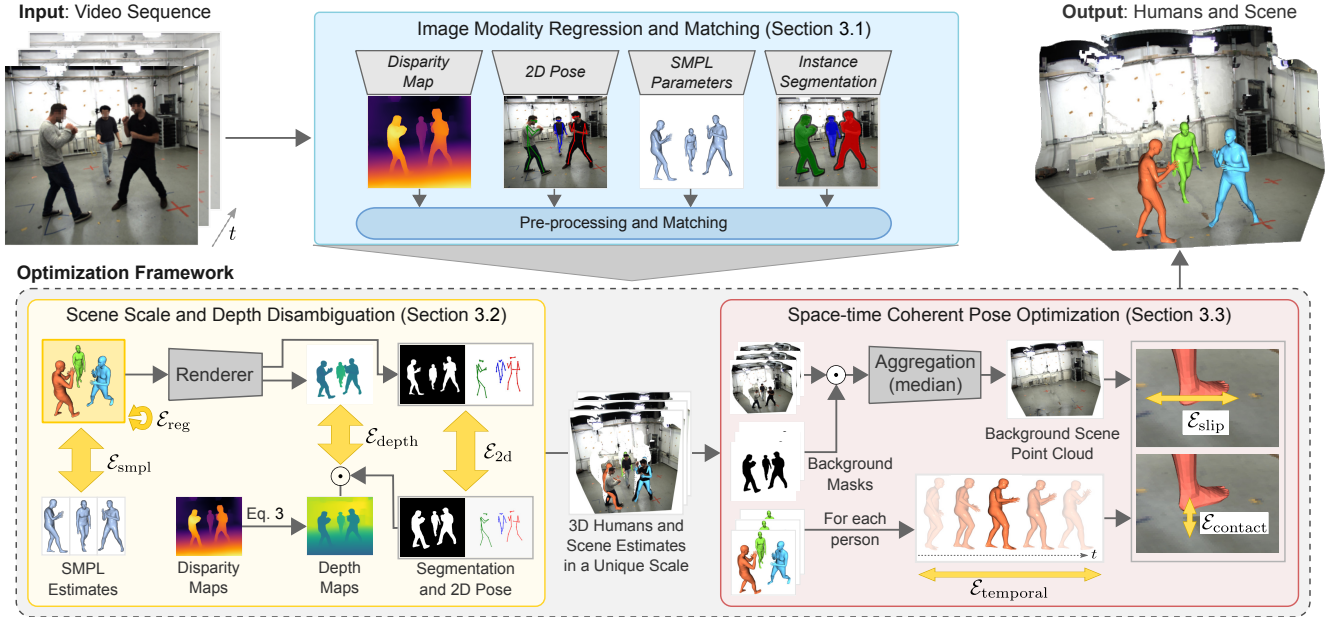 Input: Video Sequence
t
Image Modality Regression and Matching (Section 3.1)
Disparity
Map
2D Pose
SMPL
Parameters
Instance
Segmentation
Pre-processing and Matching
Output: Humans and Scene
Optimization Framework
Scene Scale and Depth Disambiguation (Section 3.2)
Renderer
ℰreg
ℰsmpl
ℰdepth
ℰ2d
Eq. 3
SMPL
Estimates
Disparity
Maps
Depth
Maps
Segmentation
and 2D Pose
3D Humans and
Scene Estimates
in a Unique Scale
Space-time Coherent Pose Optimization (Section 3.3)
Aggregation
(median)
Background
Masks
Background Scene
Point Cloud
For each
person
t
ℰtemporal
ℰslip
ℰcontact